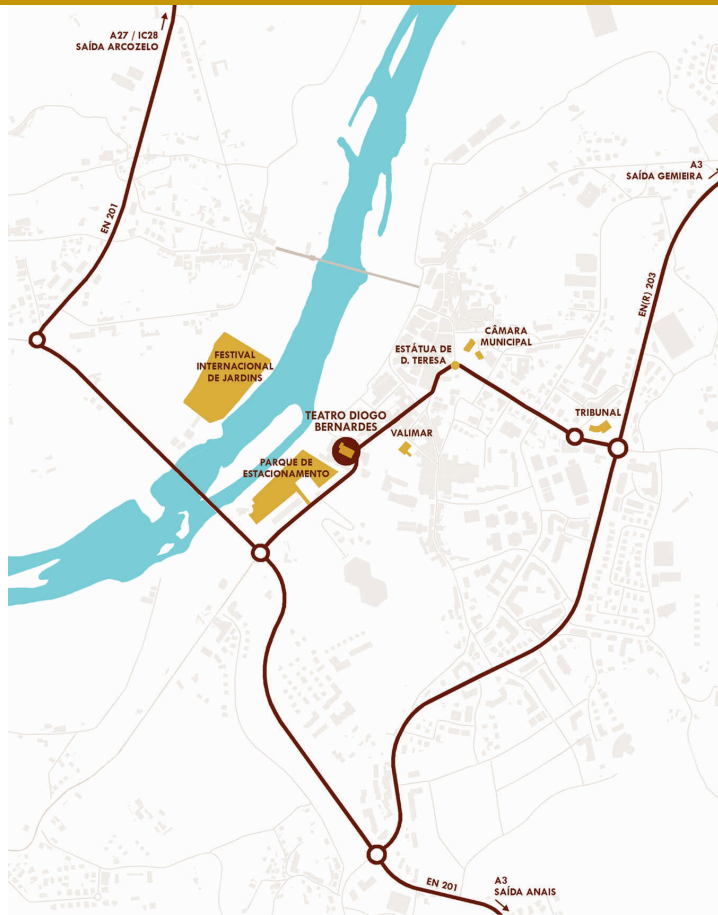 A27 / IC28
SAÍDA ARCOZELO
A3
SAÍDA GEMIEIRA
EN 201
EN(R) 203
CÂMARA
MUNICIPAL
ESTÁTUA DE
D. TERESA
FESTIVAL
INTERNACIONAL
DE JARDINS
TEATRO DIOGO
BERNARDES
TRIBUNAL
VALIMAR
PARQUE DE
ESTACIONAMENTO
EN 201
A3
SAÍDA ANAIS